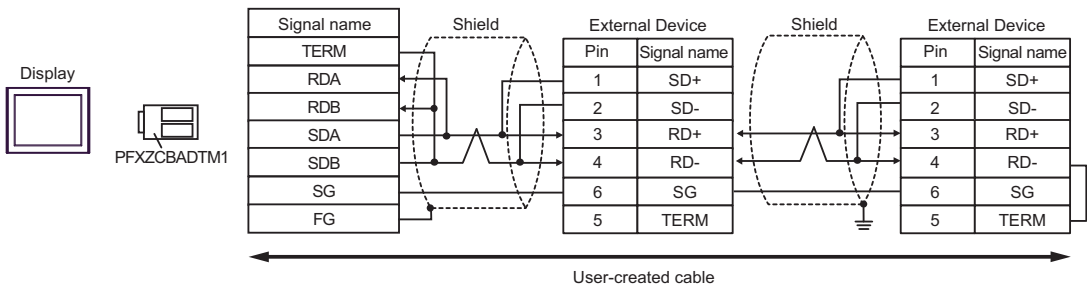 Display
PFXZCBADTM1
Signal name
TERM
RDA
RDB
SDA
SDB
SG
FG
Shield
External Device
Pin Signal name
1 SD+
2 SD-
3 RD+
4 RD-
6 SG
5 TERM
Shield
External Device
Pin Signal name
1 SD+
2 SD-
3 RD+
4 RD-
6 SG
5 TERM
User-created cable